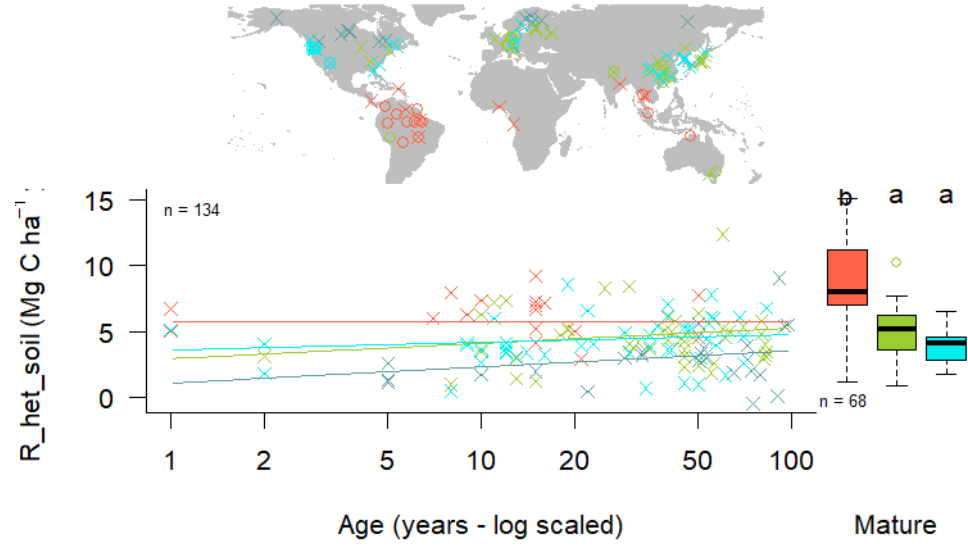 R_het_soil (Mg C ha⁻¹
15
10
5
0
n = 134
b a a
n = 68
1 2 5 10 20 50 100
Age (years - log scaled)
Mature